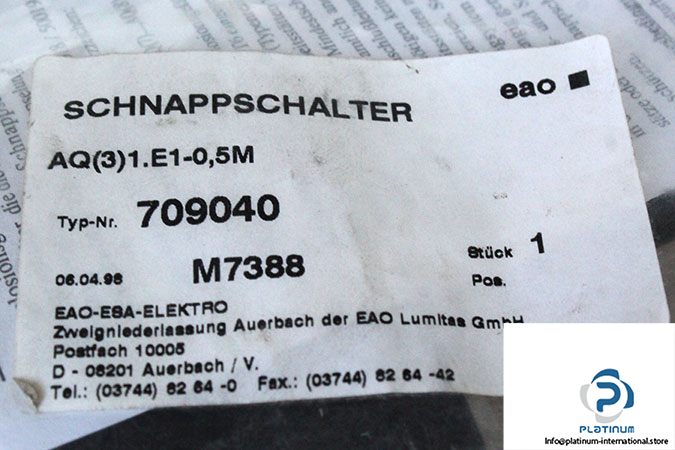 SCHNAPPSCHALTER
eao
AQ(3)1.E1-0,5M
Typ-Nr. 709040
06.04.98 M7388
Stück 1
Pos.
EAO-ESA-ELEKTRO
Zweigniederlassung Auerbach der EAO Lumitas GmbH
Postfach 10005
D - 08201 Auerbach / V.
Tel.: (03744) 82 64 -0 Fax.: (03744) 82 64 -42
PLATINUM
Info@platinum-international.store